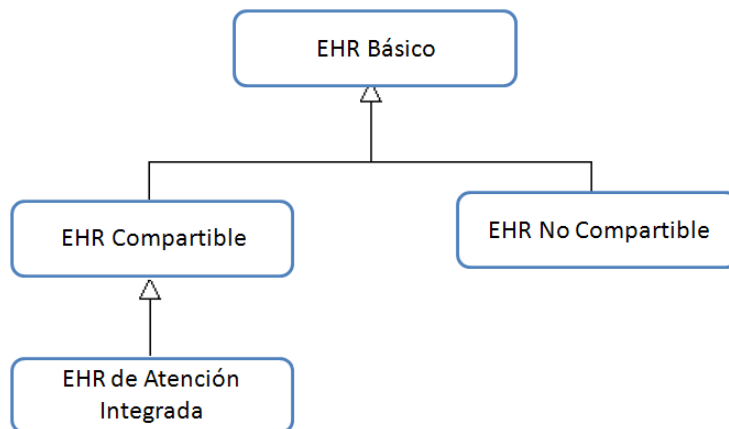 EHR Básico
EHR Compartible
EHR No Compartible
EHR de Atención
Integrada